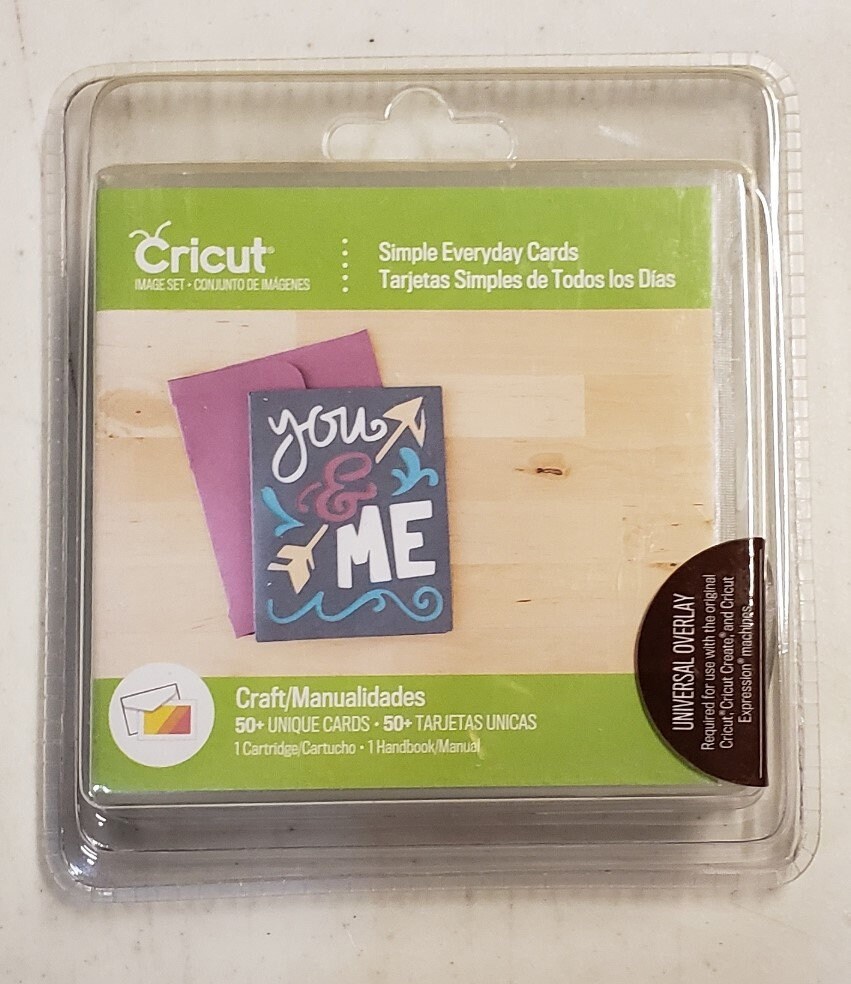 Cricut®
IMAGE SET • CONJUNTO DE IMÁGENES
Simple Everyday Cards
Tarjetas Simples de Todos los Días
you
&
ME
UNIVERSAL OVERLAY
Required for use with the original
Cricut,® Cricut Create,® and Cricut
Expression® machines.
Craft/Manualidades
50+ UNIQUE CARDS • 50+ TARJETAS UNICAS
1 Cartridge/Cartucho • 1 Handbook/Manual